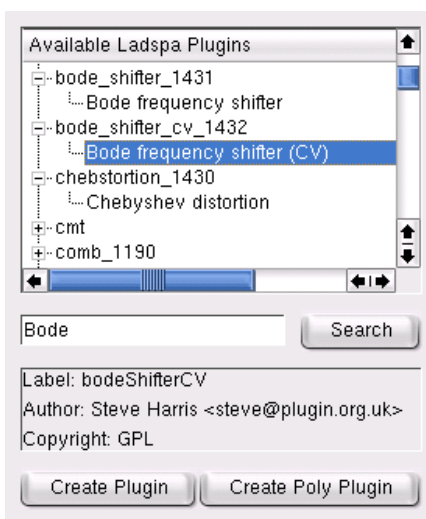 Available Ladspa Plugins
bode_shifter_1431
Bode frequency shifter
bode_shifter_cv_1432
Bode frequency shifter (CV)
chebstortion_1430
Chebyshev distortion
cmt
comb_1190
Bode
Search
Label: bodeShifterCV
Author: Steve Harris <steve@plugin.org.uk>
Copyright: GPL
Create Plugin
Create Poly Plugin